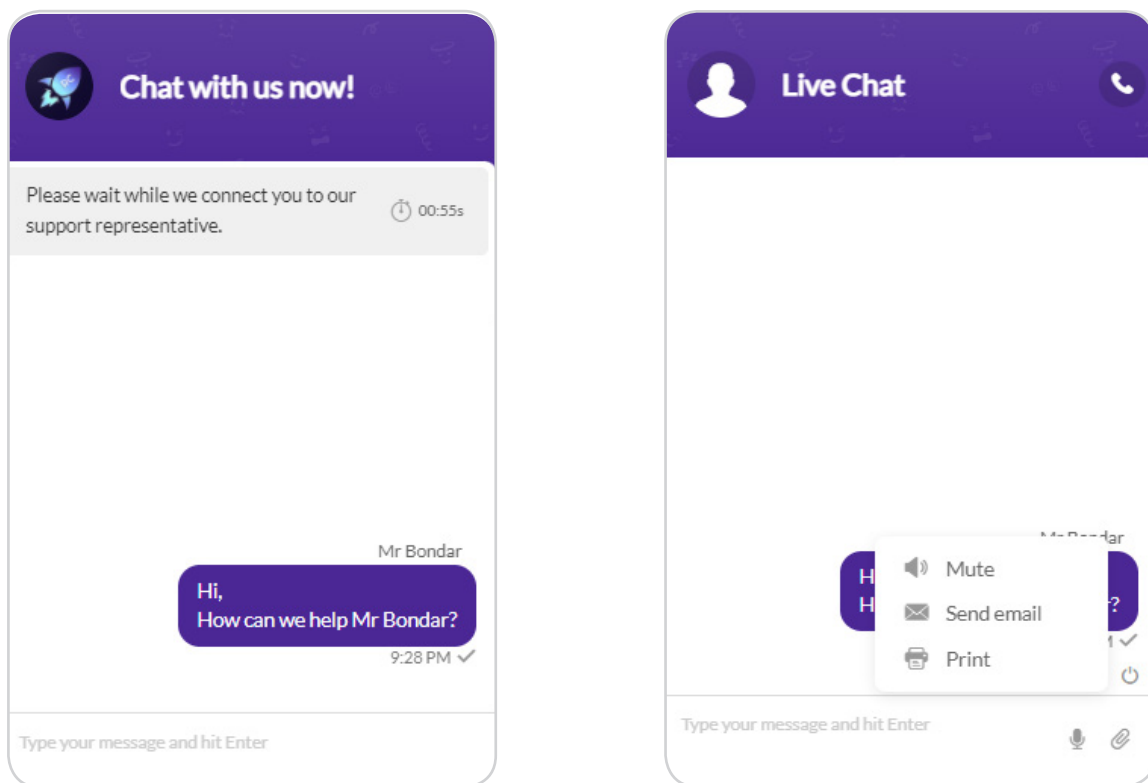 Chat with us now!
Please wait while we connect you to our
support representative.
00:55s
Mr Bondar
Hi,
How can we help Mr Bondar?
9:28 PM
Type your message and hit Enter
Live Chat
H
H
?
Mute
Send email
Print
Type your message and hit Enter